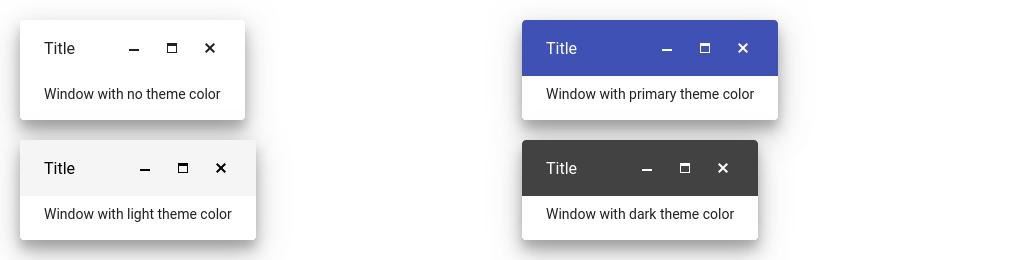 Title
Window with no theme color
Title
Window with primary theme color
Title
Window with light theme color
Title
Window with dark theme color